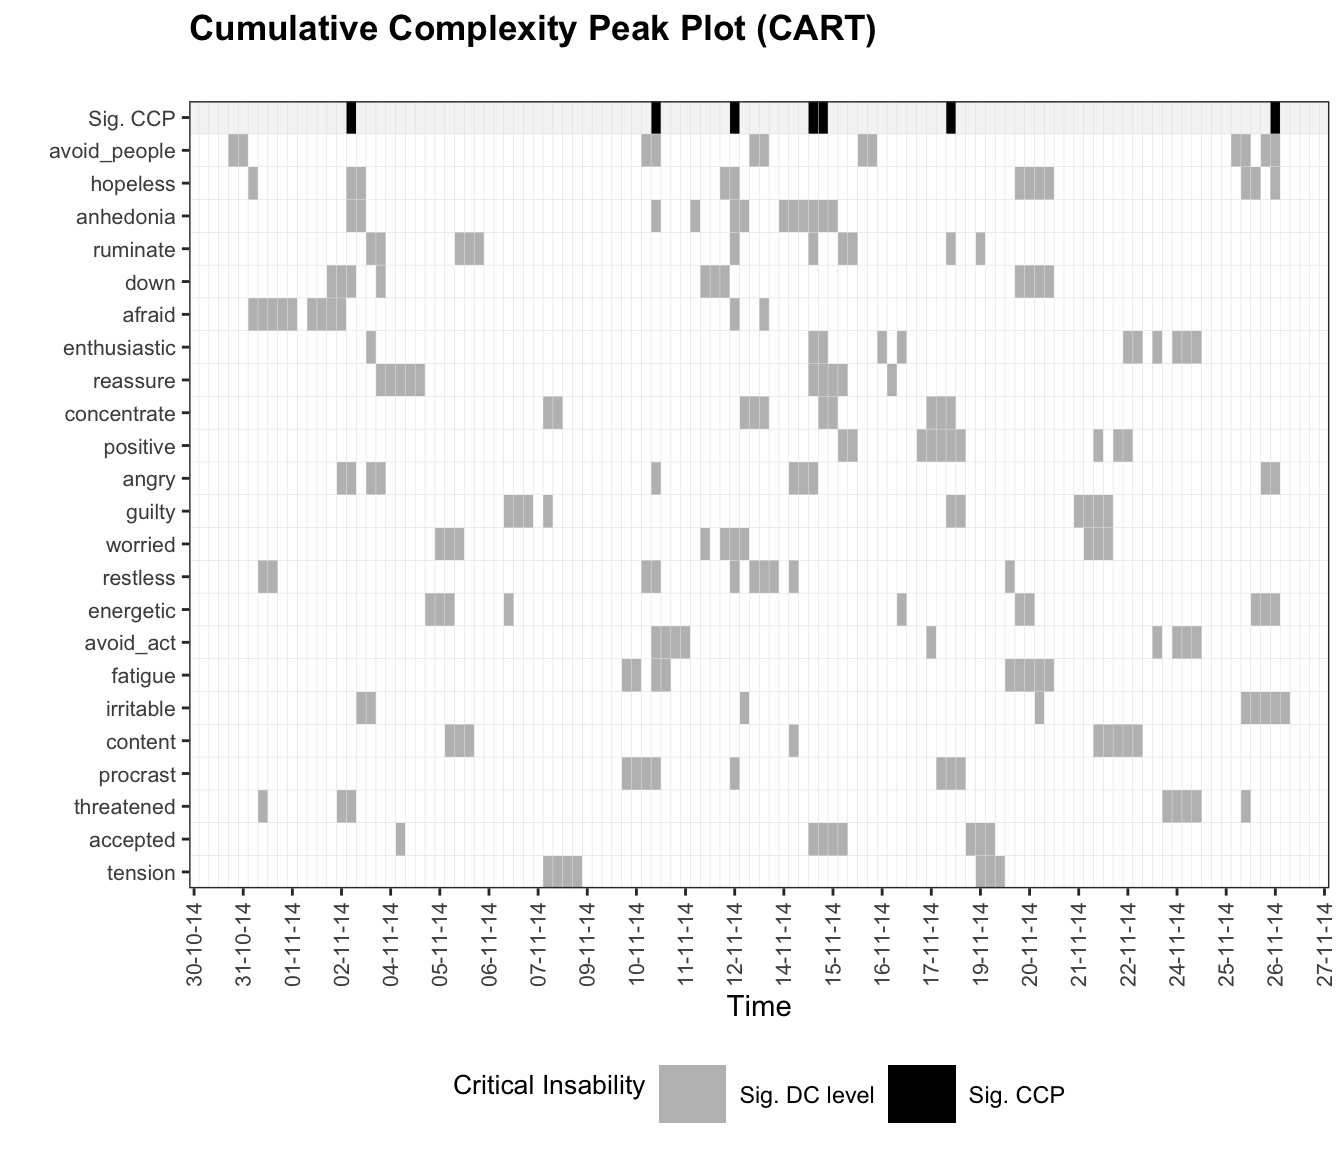 Cumulative Complexity Peak Plot (CART)
Sig. CCP
avoid_people
hopeless
anhedonia
ruminate
down
afraid
enthusiastic
reassure
concentrate
positive
angry
guilty
worried
restless
energetic
avoid_act
fatigue
irritable
content
procrast
threatened
accepted
tension
30-10-14
31-10-14
01-11-14
02-11-14
04-11-14
05-11-14
06-11-14
07-11-14
09-11-14
10-11-14
11-11-14
12-11-14
14-11-14
15-11-14
16-11-14
17-11-14
19-11-14
20-11-14
21-11-14
22-11-14
24-11-14
25-11-14
26-11-14
27-11-14
Time
Critical Insability
Sig. DC level
Sig. CCP